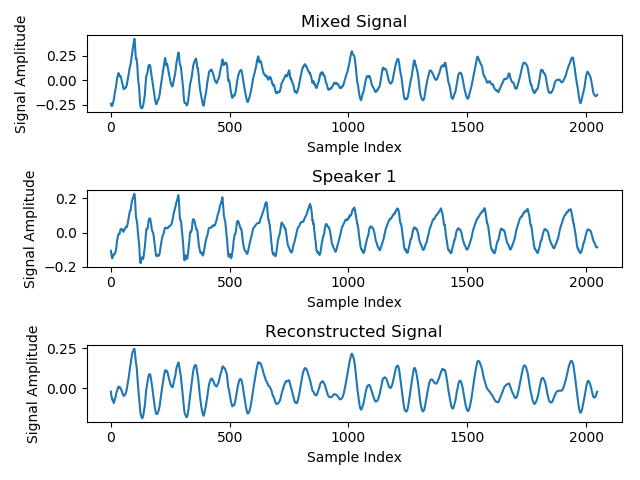 Mixed Signal
Signal Amplitude
0.25
0.00
−0.25
0
500
1000
1500
2000
Sample Index
Speaker 1
Signal Amplitude
0.2
0.0
−0.2
0
500
1000
1500
2000
Sample Index
Reconstructed Signal
Signal Amplitude
0.25
0.00
0
500
1000
1500
2000
Sample Index